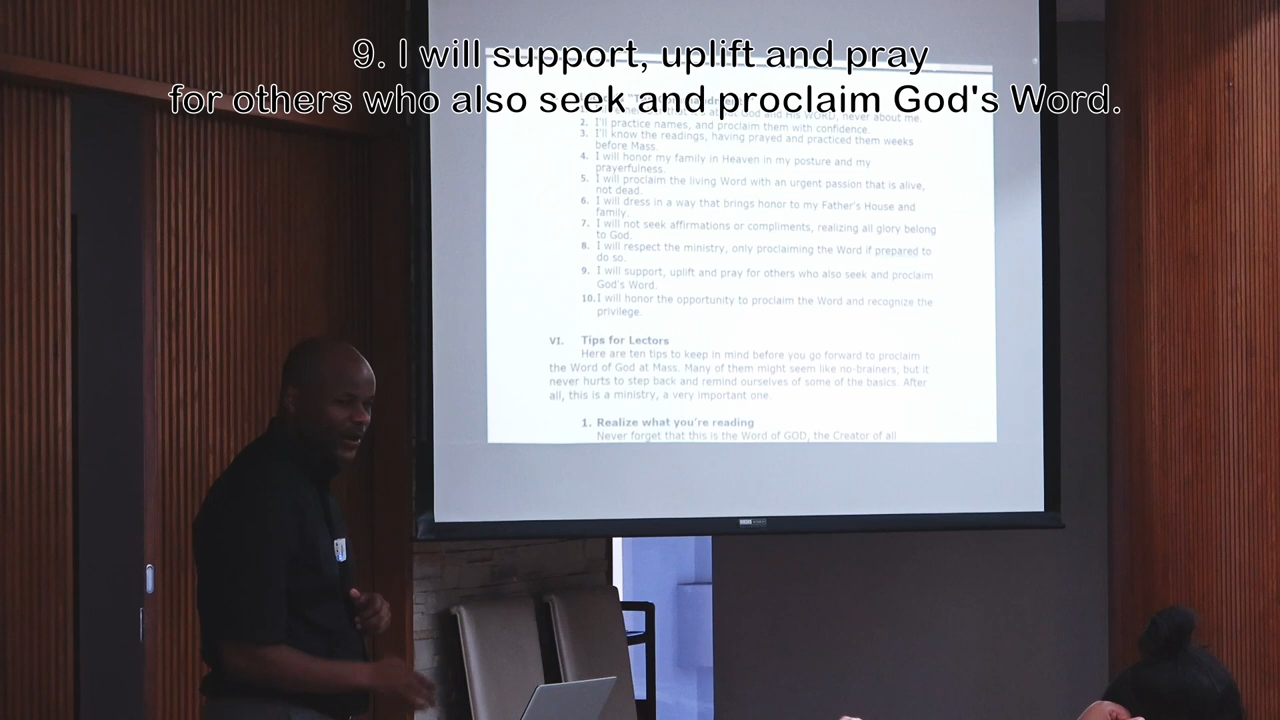 9. I will support, uplift and pray
for others who also seek and proclaim God's Word.
God and His WORD, never about me.
2. I'll practice names, and proclaim them with confidence.
3. I'll know the readings, having prayed and practiced them weeks
before Mass.
4. I will honor my family in Heaven in my posture and my
prayerfulness.
5. I will proclaim the living Word with an urgent passion that is alive,
not dead.
6. I will dress in a way that brings honor to my Father's House and
family.
7. I will not seek affirmations or compliments, realizing all glory belong
to God.
8. I will respect the ministry, only proclaiming the Word if prepared to
do so.
9. I will support, uplift and pray for others who also seek and proclaim
God's Word.
10. I will honor the opportunity to proclaim the Word and recognize the
privilege.
VI. Tips for Lectors
Here are ten tips to keep in mind before you go forward to proclaim
the Word of God at Mass. Many of them might seem like no-brainers, but it
never hurts to step back and remind ourselves of some of the basics. After
all, this is a ministry, a very important one.
1. Realize what you're reading
Never forget that this is the Word of GOD, the Creator of all